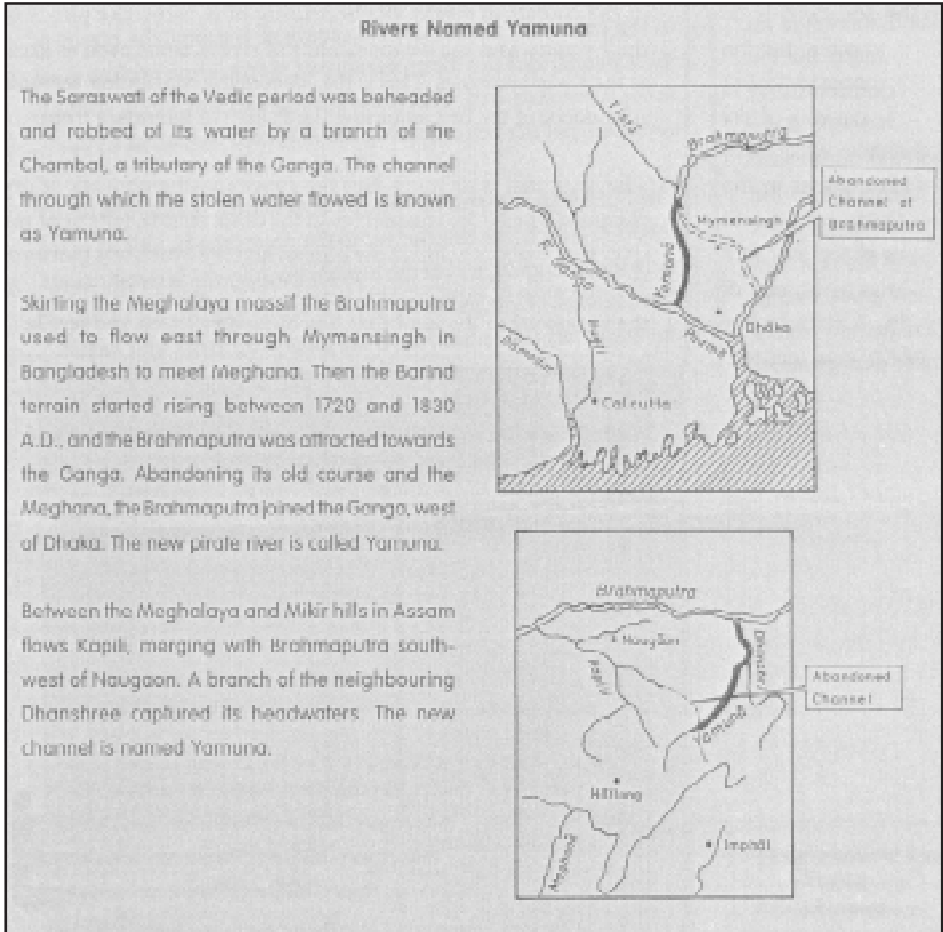 Rivers Named Yamuna
The Saraswati of the Vedic period was beheaded
and robbed of its water by a branch of the
Chambal, a tributary of the Ganga. The channel
through which the stolen water flowed is known
as Yamuna.
Skirting the Meghalaya massif the Brahmaputra
used to flow east through Mymensingh in
Bangladesh to meet Meghana. Then the Barind
terrain started rising between 1720 and 1830
A.D., and the Brahmaputra was attracted towards
the Ganga. Abandoning its old course and the
Meghana, the Brahmaputra joined the Ganga, west
of Dhaka. The new pirate river is called Yamuna.
Between the Meghalaya and Mikir hills in Assam
flows Kapili, merging with Brahmaputra south-
west of Naugaon. A branch of the neighbouring
Dhanshree captured its headwaters. The new
channel is named Yamuna.
Brahmaputra
Abandoned
Channel of
Brahmaputra
Mymensingh
Yamuna
Dhāka
Padma
Calcutta
Brahmaputra
Abandoned
Channel
Yamunā
Imphāl